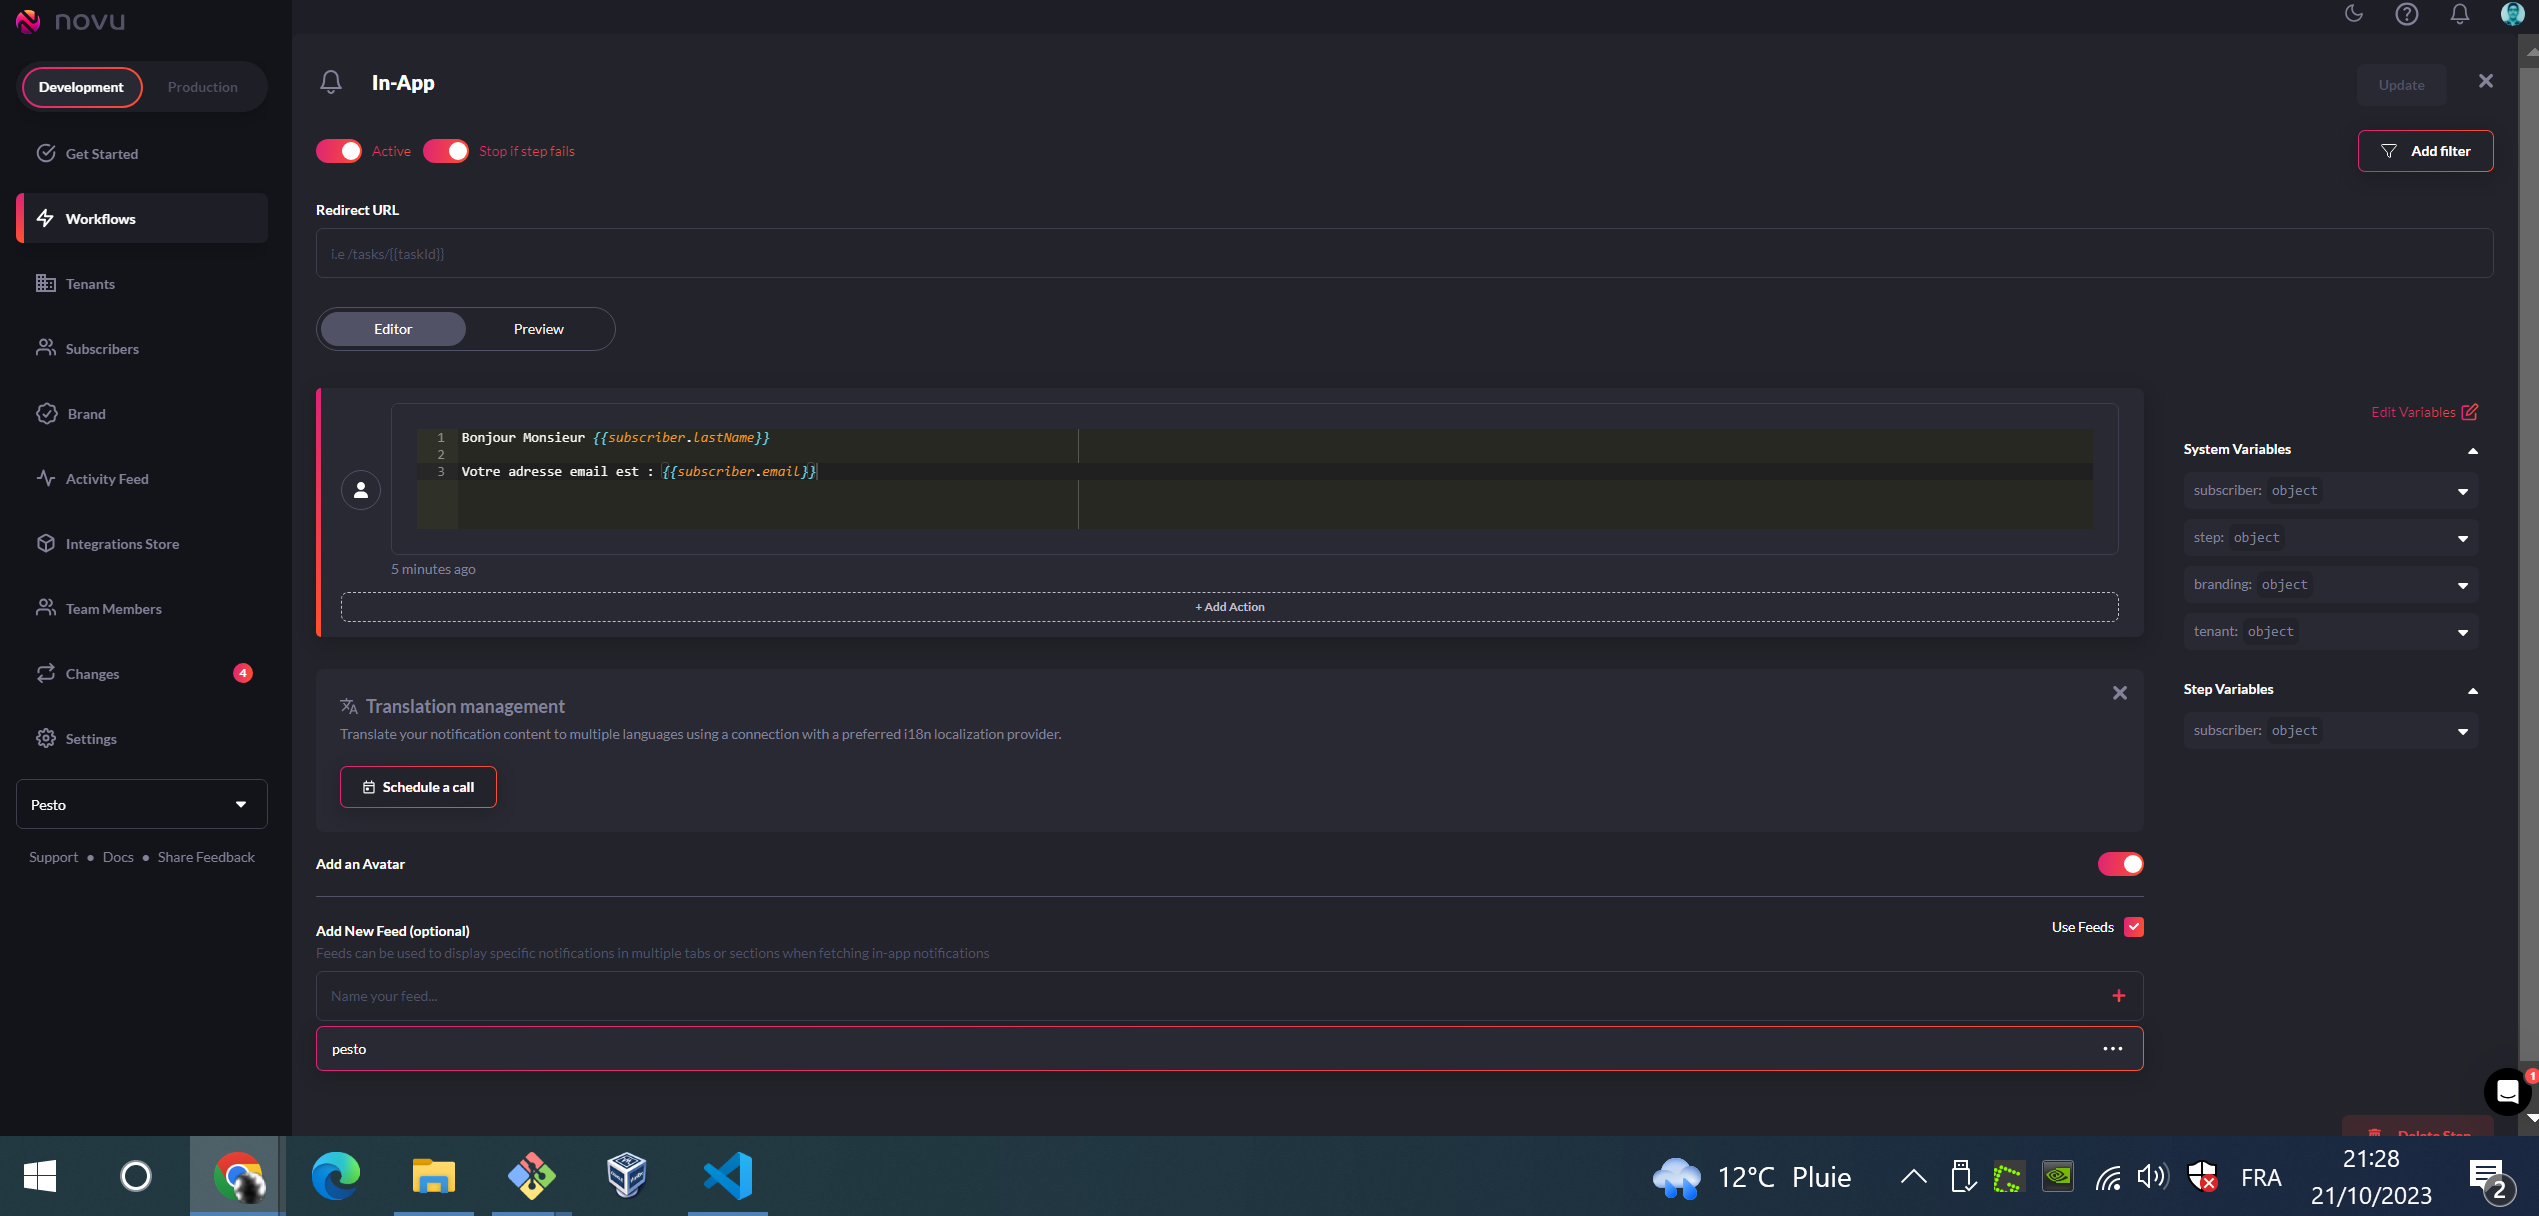 novu
Development
Production
Get Started
Workflows
Tenants
Subscribers
Brand
Activity Feed
Integrations Store
Team Members
Changes
4
Settings
Pesto
Support • Docs • Share Feedback
In-App
Update
Active
Stop if step fails
Add filter
Redirect URL
i.e /tasks/{{taskId}}
Editor
Preview
1 Bonjour Monsieur {{subscriber.lastName}}
2
3 Votre adresse email est : {{subscriber.email}}
5 minutes ago
+ Add Action
Edit Variables
System Variables
subscriber: object
step: object
branding: object
tenant: object
Step Variables
subscriber: object
Translation management
Translate your notification content to multiple languages using a connection with a preferred i18n localization provider.
Schedule a call
Add an Avatar
Add New Feed (optional)
Use Feeds
Feeds can be used to display specific notifications in multiple tabs or sections when fetching in-app notifications
Name your feed...
pesto
1
Delete Step
12°C Pluie
FRA
21:28
21/10/2023
2